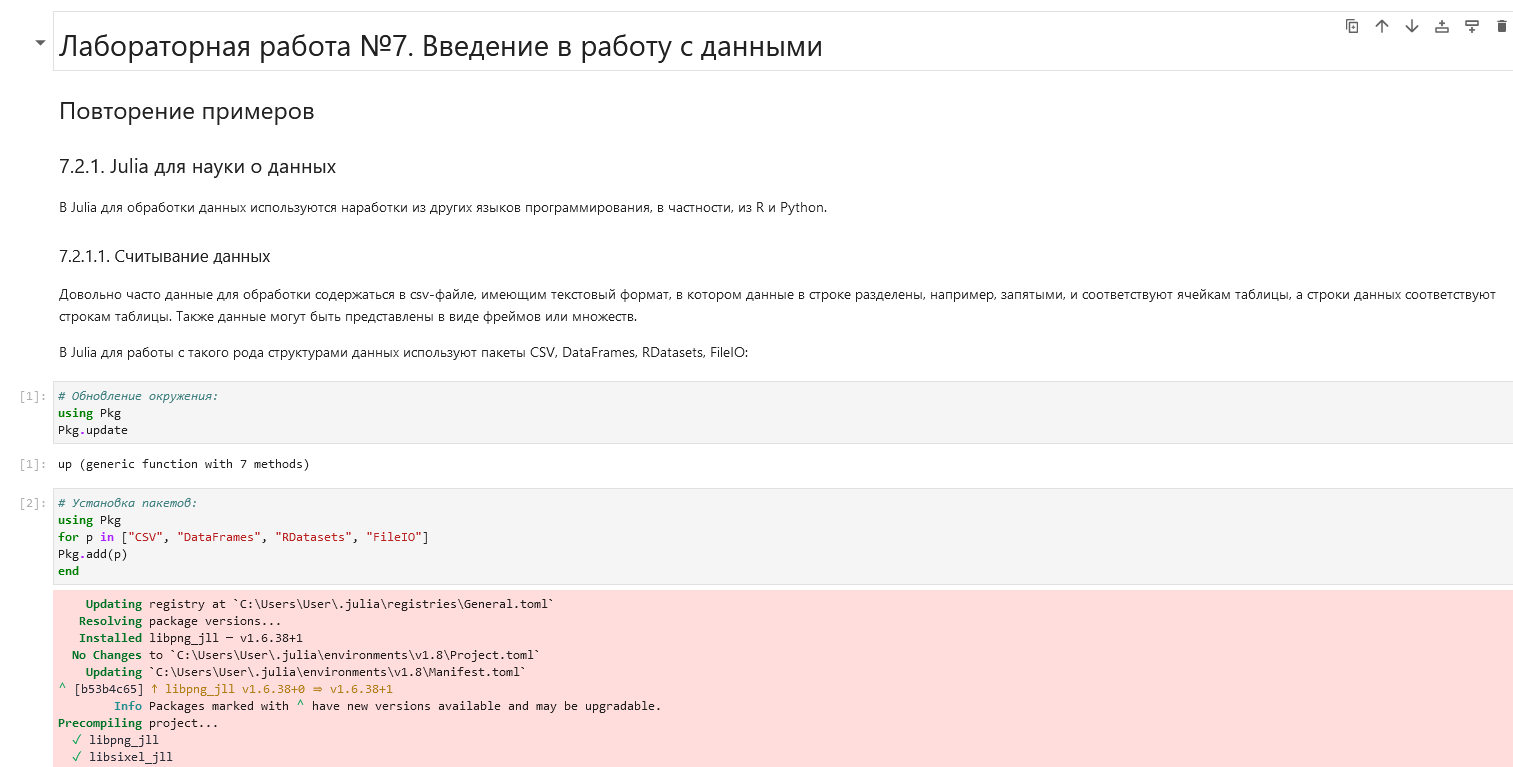 Лабораторная работа №7. Введение в работу с данными
Повторение примеров
7.2.1. Julia для науки о данных
В Julia для обработки данных используются наработки из других языков программирования, в частности, из R и Python.
7.2.1.1. Считывание данных
Довольно часто данные для обработки содержаться в csv-файле, имеющим текстовый формат, в котором данные в строке разделены, например, запятыми, и соответствуют ячейкам таблицы, а строки данных соответствуют
строкам таблицы. Также данные могут быть представлены в виде фреймов или множеств.
В Julia для работы с такого рода структурами данных используют пакеты CSV, DataFrames, RDatasets, FileIO:
[1]: # Обновление окружения:
using Pkg
Pkg.update
[1]: up (generic function with 7 methods)
[2]: # Установка пакетов:
using Pkg
for p in ["CSV", "DataFrames", "RDatasets", "FileIO"]
Pkg.add(p)
end
Updating registry at `C:\Users\User\.julia\registries\General.toml`
Resolving package versions...
Installed libpng_jll ─ v1.6.38+1
No Changes to `C:\Users\User\.julia\environments\v1.8\Project.toml`
Updating `C:\Users\User\.julia\environments\v1.8\Manifest.toml`
^ [b53b4c65] ↑ libpng_jll v1.6.38+0 ⇒ v1.6.38+1
Info Packages marked with ^ have new versions available and may be upgradable.
Precompiling project...
✓ libpng_jll
✓ libsixel_jll